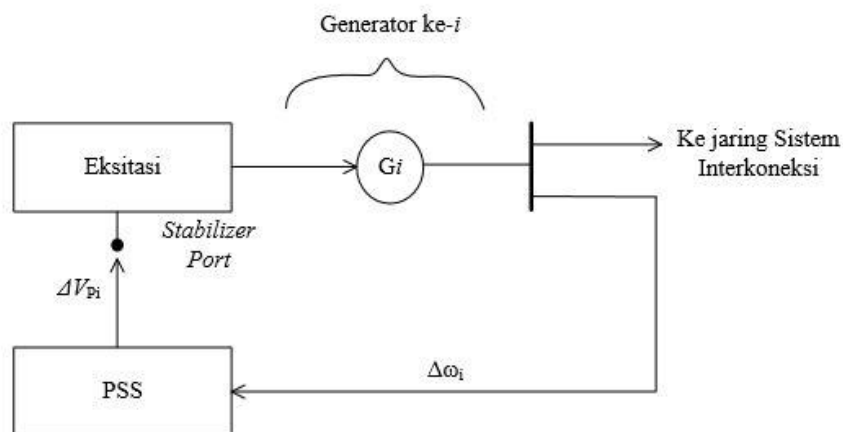 Generator ke-i
Eksitasi
Gi
Ke jaring Sistem
Interkoneksi
Stabilizer
Port
ΔVPi
PSS
Δωi